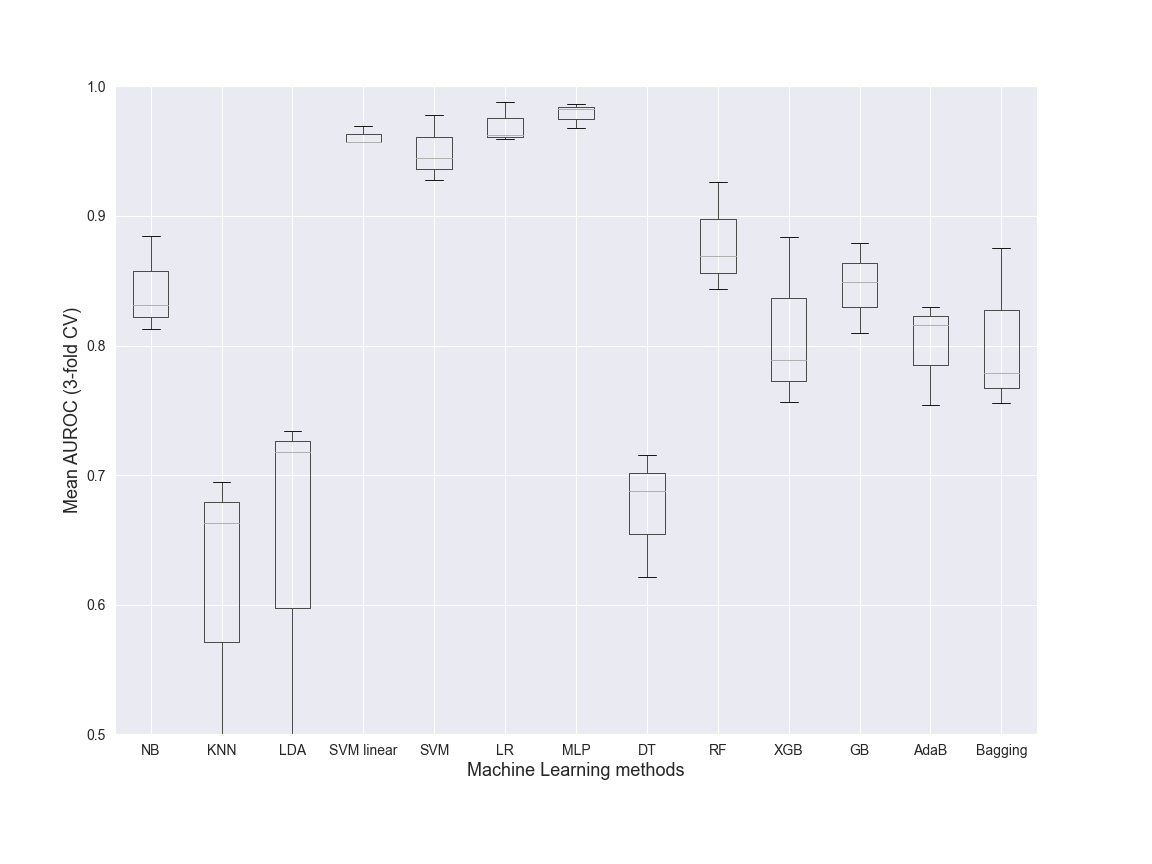 1.0
0.9
0.8
0.7
0.6
0.5
Mean AUROC (3-fold CV)
NB KNN LDA SVM linear SVM LR MLP DT RF XGB GB AdaB Bagging
Machine Learning methods